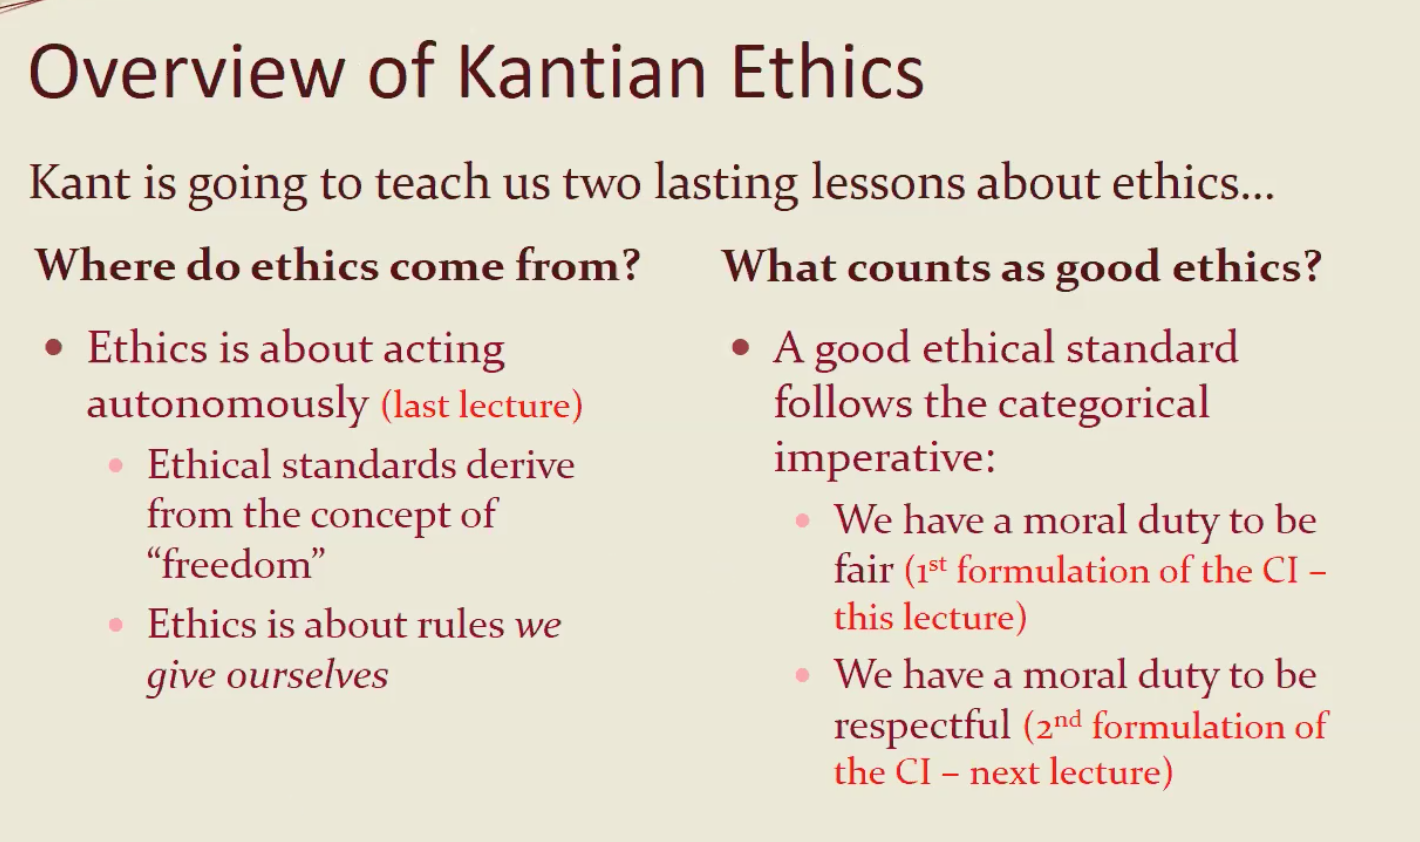 Overview of Kantian Ethics
Kant is going to teach us two lasting lessons about ethics...
Where do ethics come from?
• Ethics is about acting
autonomously (last lecture)
• Ethical standards derive
from the concept of
“freedom”
• Ethics is about rules we
give ourselves
What counts as good ethics?
• A good ethical standard
follows the categorical
imperative:
• We have a moral duty to be
fair (1st formulation of the CI –
this lecture)
• We have a moral duty to be
respectful (2nd formulation of
the CI – next lecture)